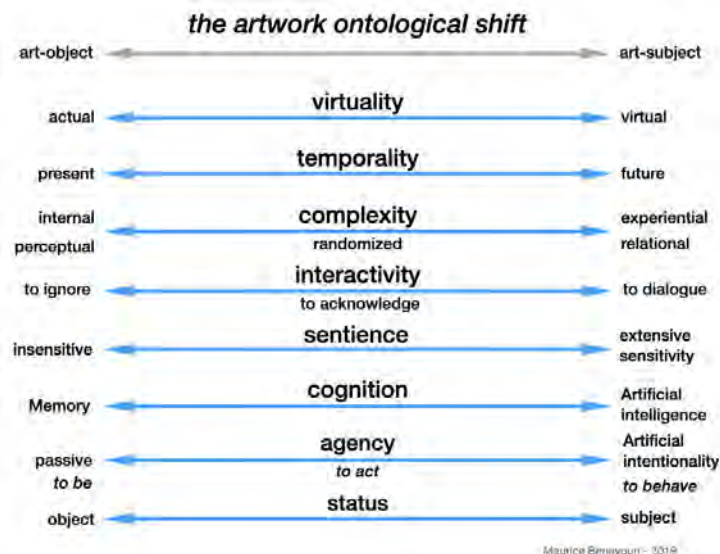 the artwork ontological shift
art-object art-subject
virtuality
actual virtual
temporality
present future
internal complexity experiential
perceptual randomized relational
interactivity
to ignore to dialogue
to acknowledge
sentience extensive
insensitive sensitivity
cognition Artificial
Memory intelligence
agency Artificial
passive intentionality
to be to act to behave
status
object subject
Maurice Benayoun - 2019